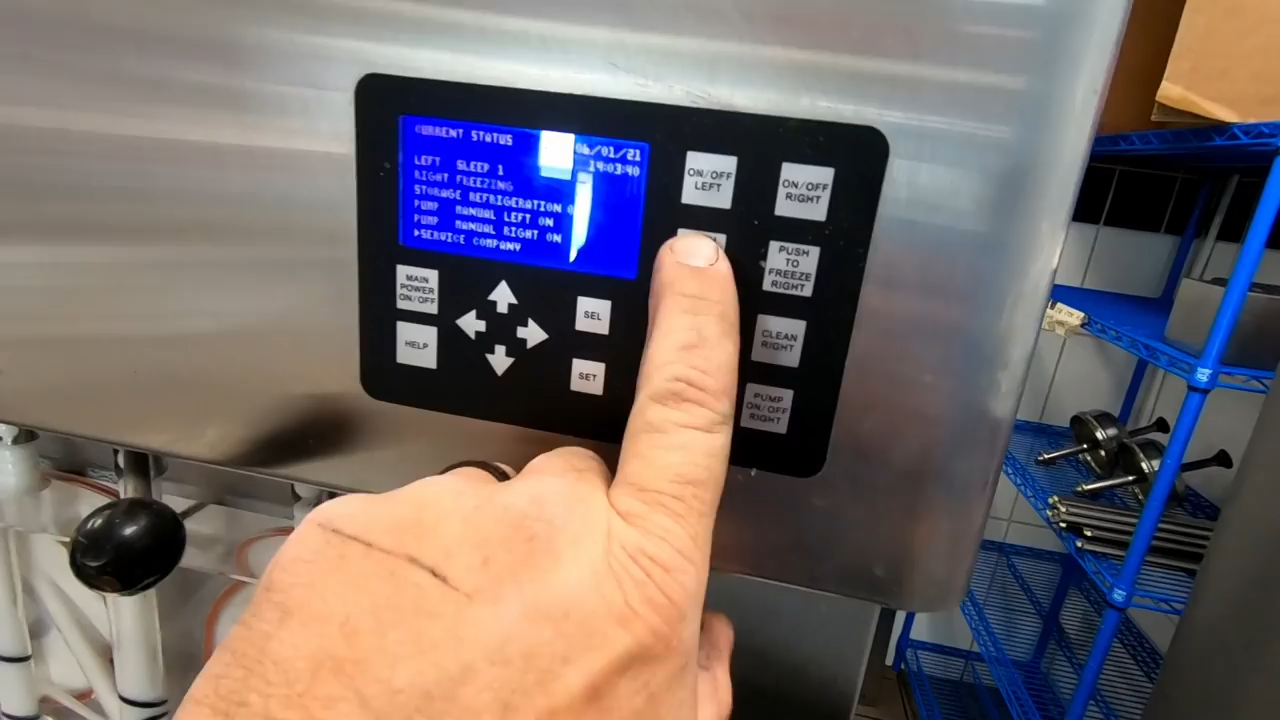 CURRENT STATUS
06/01/21
14:03:40
LEFT SLEEP 1
RIGHT FREEZING
STORAGE REFRIGERATION
PUMP MANUAL LEFT ON
PUMP MANUAL RIGHT ON
▶SERVICE COMPANY
ON/OFF
LEFT
ON/OFF
RIGHT
PUSH
TO
FREEZE
RIGHT
MAIN
POWER
ON/OFF
SEL
CLEAN
RIGHT
HELP
SET
PUMP
ON/OFF
RIGHT